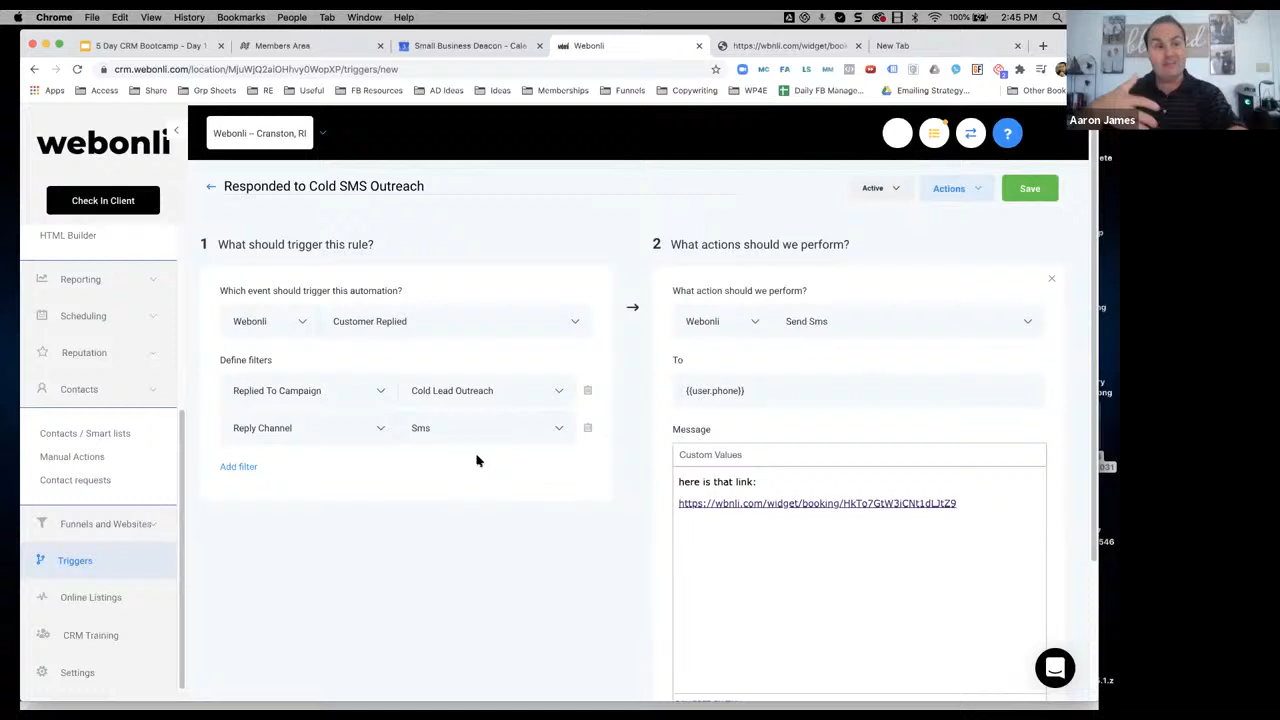 Chrome File Edit View History Bookmarks People Tab Window Help 100% 2:45 PM
5 Day CRM Bootcamp - Day 1 Members Area Small Business Deacon - Cale Webonli https://wbnli.com/widget/book New Tab
crm.webonli.com/location/MjuWjQ2aiOHhvy0WopXP/triggers/new
Apps Access Share Grp Sheets RE Useful FB Resources AD Ideas Ideas Memberships Funnels Copywriting WP4E Daily FB Manage... Emailing Strategy... Other Book
Aaron James
webonli
Webonli – Cranston, RI
Check In Client
HTML Builder
Reporting
Scheduling
Reputation
Contacts
Contacts / Smart lists
Manual Actions
Contact requests
Funnels and Websites
Triggers
Online Listings
CRM Training
Settings
Responded to Cold SMS Outreach
Active
Actions
Save
1 What should trigger this rule?
Which event should trigger this automation?
Webonli Customer Replied
Define filters
Replied To Campaign Cold Lead Outreach
Reply Channel Sms
Add filter
2 What actions should we perform?
What action should we perform?
Webonli Send Sms
To
{{user.phone}}
Message
Custom Values
here is that link:
https://wbnli.com/widget/booking/HkTo7GtW3iCNt1dLJtZ9